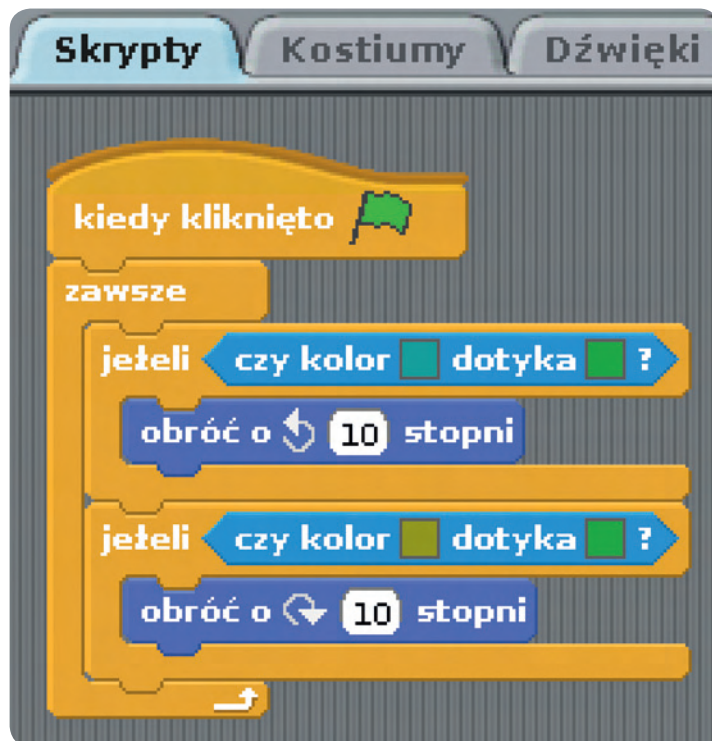 Skrypty Kostiumy Dźwięki
kiedy kliknięto
zawsze
jeżeli czy kolor dotyka ?
obróć o 10 stopni
jeżeli czy kolor dotyka ?
obróć o 10 stopni